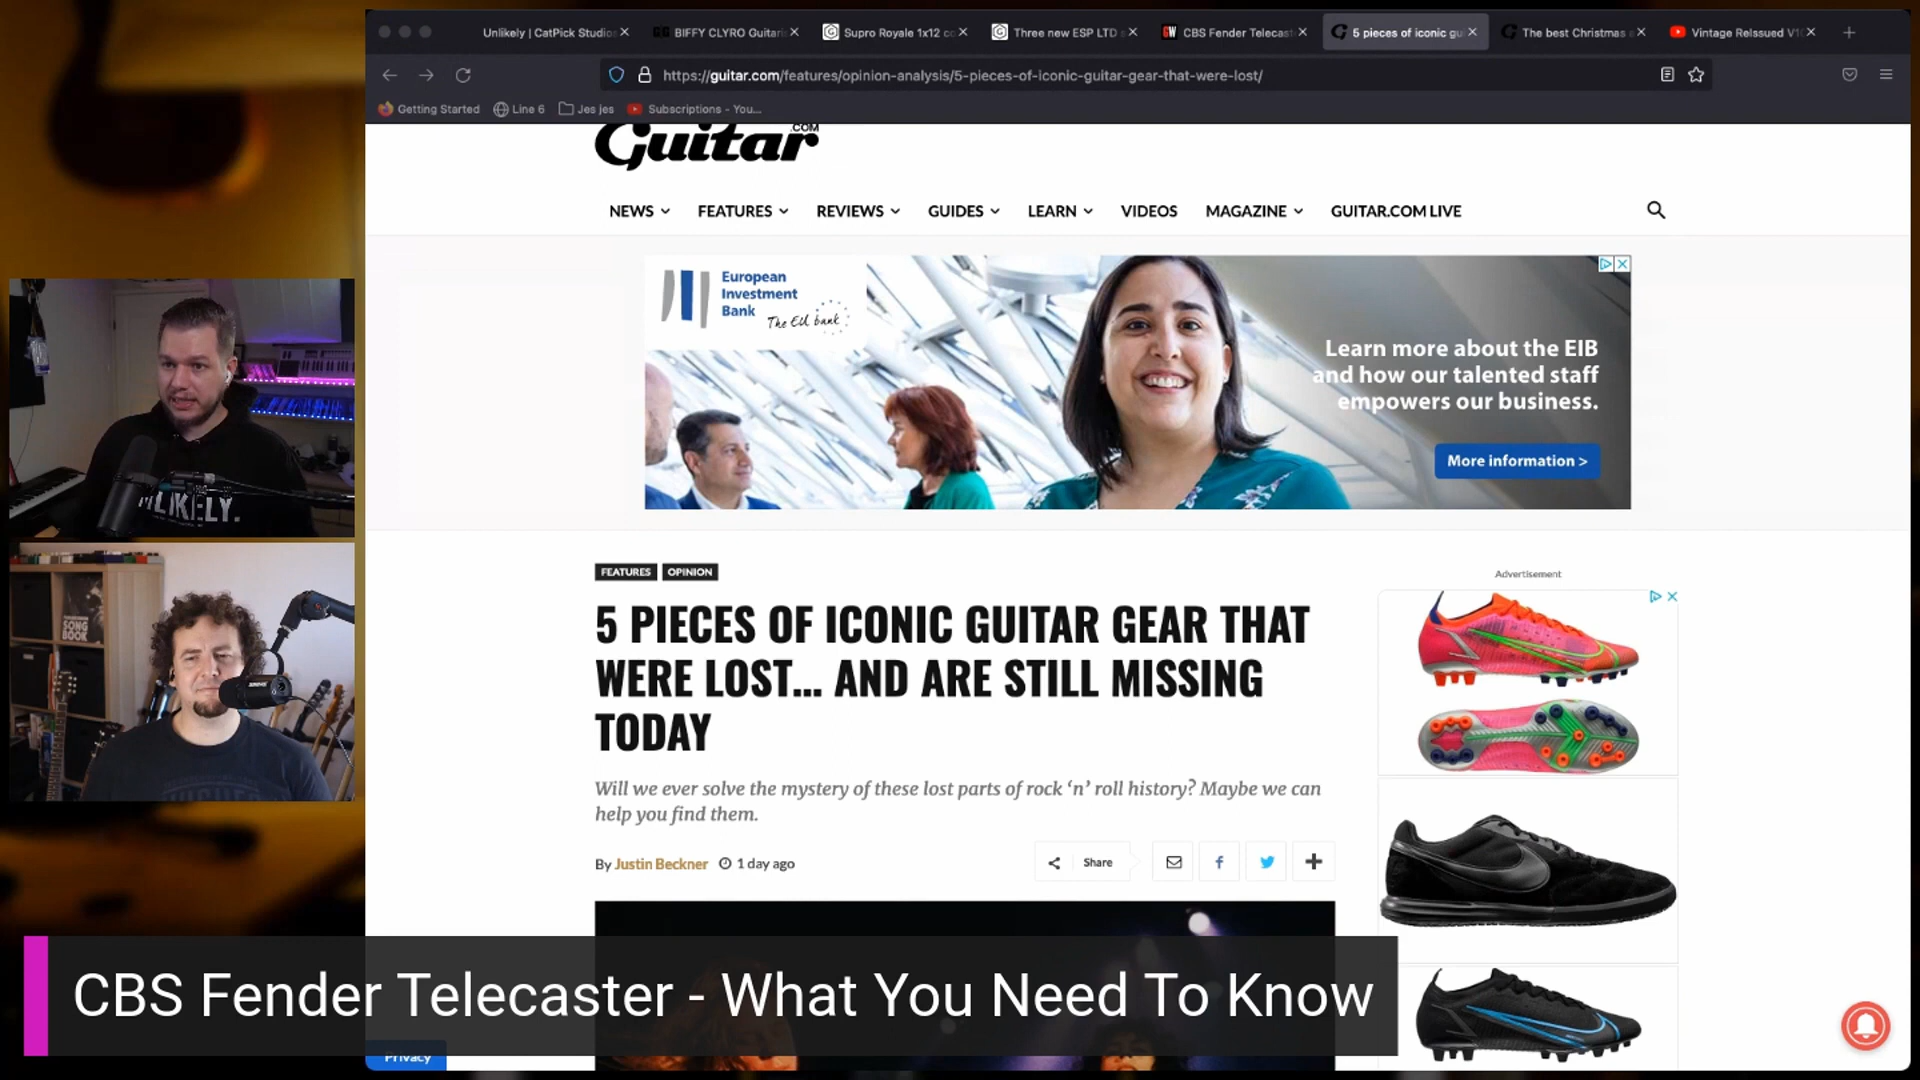 Unlikely | CatPick Studio
BIFFY CLYRO Guitaris
Supro Royale 1x12 co
Three new ESP LTD s
GW CBS Fender Telecast
5 pieces of iconic gu
The best Christmas
Vintage Reissued V1
https://guitar.com/features/opinion-analysis/5-pieces-of-iconic-guitar-gear-that-were-lost/
Getting Started
Line 6
Jes jes
Subscriptions - You...
Guitar.COM
NEWS
FEATURES
REVIEWS
GUIDES
LEARN
VIDEOS
MAGAZINE
GUITAR.COM LIVE
European
Investment
Bank
The EU bank
Learn more about the EIB
and how our talented staff
empowers our business.
More information >
FEATURES
OPINION
Advertisement
5 PIECES OF ICONIC GUITAR GEAR THAT
WERE LOST... AND ARE STILL MISSING
TODAY
Will we ever solve the mystery of these lost parts of rock ‘n’ roll history? Maybe we can
help you find them.
By Justin Beckner
1 day ago
Share
SONG
BOOK
CBS Fender Telecaster - What You Need To Know
Privacy